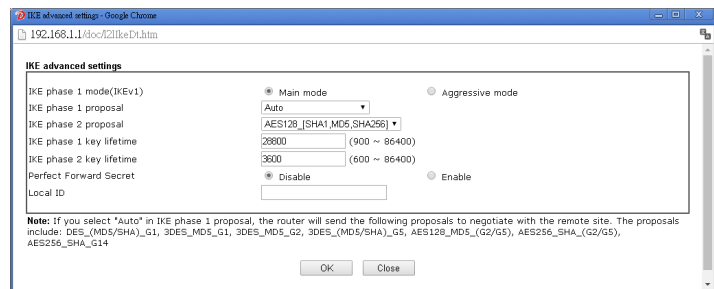 IKE advanced settings - Google Chrome
192.168.1.1/doc/l2lIkeDt.htm
IKE advanced settings
IKE phase 1 mode(IKEv1) Main mode Aggressive mode
IKE phase 1 proposal Auto
IKE phase 2 proposal AES128_[SHA1,MD5,SHA256]
IKE phase 1 key lifetime 28800 (900 ~ 86400)
IKE phase 2 key lifetime 3600 (600 ~ 86400)
Perfect Forward Secret Disable Enable
Local ID
Note: If you select "Auto" in IKE phase 1 proposal, the router will send the following proposals to negotiate with the remote site. The proposals
include: DES_(MD5/SHA)_G1, 3DES_MD5_G1, 3DES_MD5_G2, 3DES_(MD5/SHA)_G5, AES128_MD5_(G2/G5), AES256_SHA_(G2/G5),
AES256_SHA_G14
OK Close